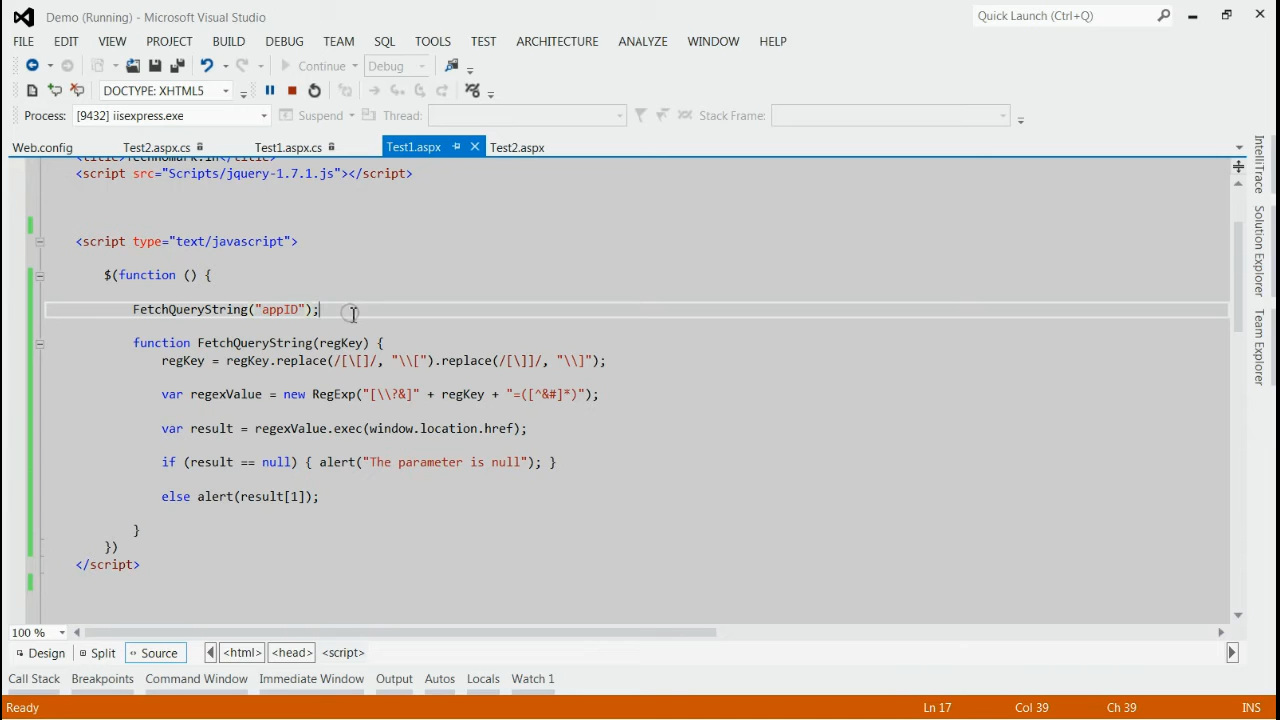 Demo (Running) - Microsoft Visual Studio
Quick Launch (Ctrl+Q)
FILE EDIT VIEW PROJECT BUILD DEBUG TEAM SQL TOOLS TEST ARCHITECTURE ANALYZE WINDOW HELP
Continue Debug
DOCTYPE: XHTML5
Process: [9432] iisexpress.exe Suspend Thread: Stack Frame:
Web.config Test2.aspx.cs Test1.aspx.cs Test1.aspx Test2.aspx
<title>Technomark.in</title>
<script src="Scripts/jquery-1.7.1.js"></script>
<script type="text/javascript">
$(function () {
FetchQueryString("appID");
function FetchQueryString(regKey) {
regKey = regKey.replace(/[\[]/, "\\[").replace(/[\]]/, "\\]");
var regexValue = new RegExp("[\\?&]" + regKey + "=([^&#]*)");
var result = regexValue.exec(window.location.href);
if (result == null) { alert("The parameter is null"); }
else alert(result[1]);
}
})
</script>
IntelliTrace
Solution Explorer
Team Explorer
100 %
Design Split Source <html> <head> <script>
Call Stack Breakpoints Command Window Immediate Window Output Autos Locals Watch 1
Ready Ln 17 Col 39 Ch 39 INS